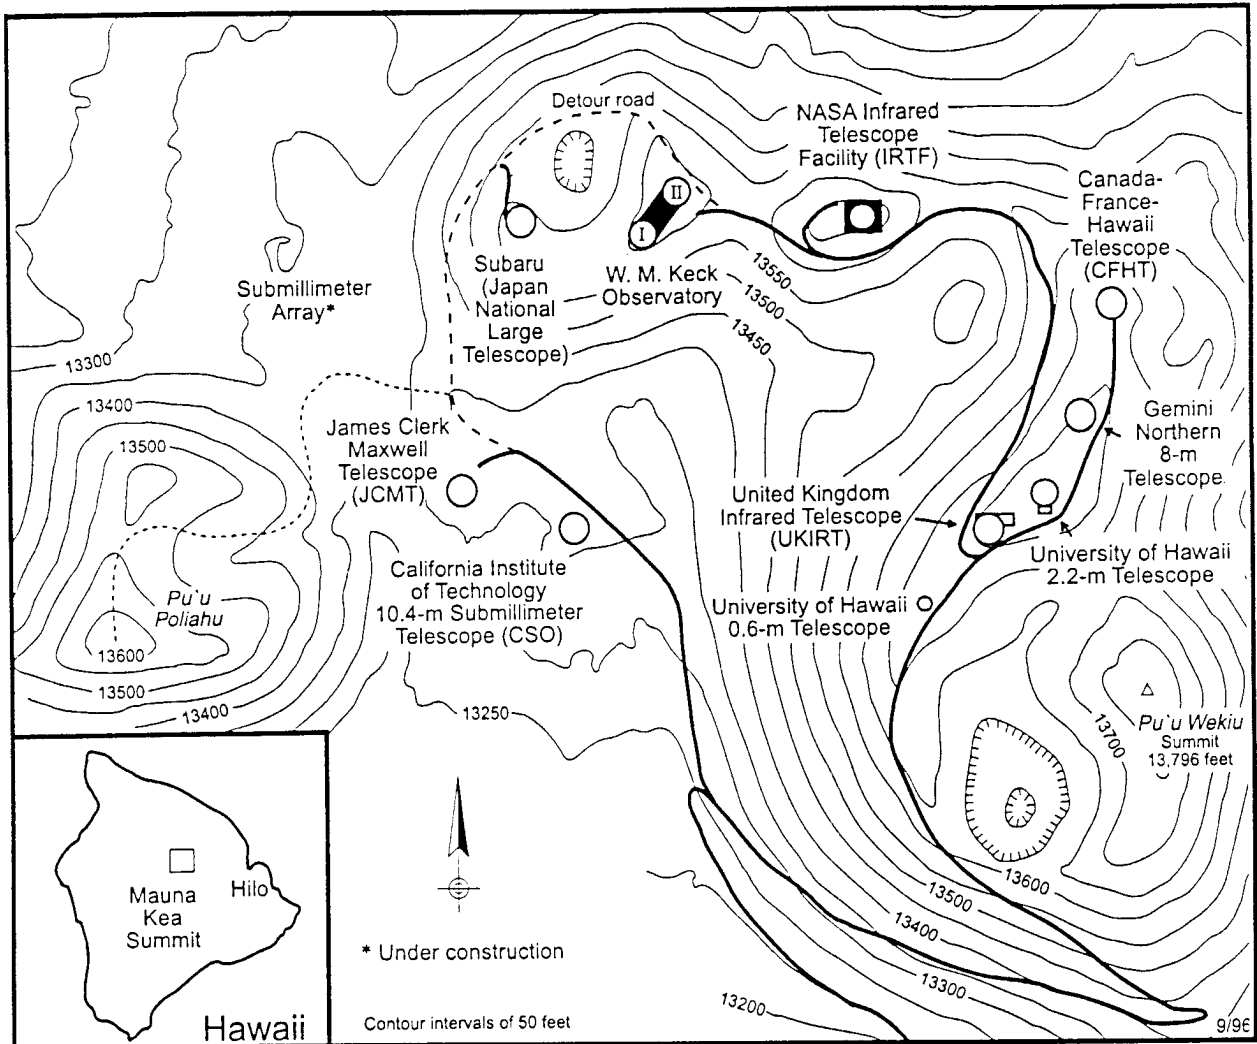 Detour road
NASA Infrared
Telescope
Facility (IRTF)
Canada-
France-
Hawaii
Telescope
(CFHT)
II
I
Subaru
(Japan
National
Large
Telescope)
W. M. Keck
Observatory
13550
13500
13450
Submillimeter
Array*
13300
13400
13500
James Clerk
Maxwell
Telescope
(JCMT)
Gemini
Northern
8-m
Telescope
United Kingdom
Infrared Telescope
(UKIRT)
University of Hawaii
2.2-m Telescope
California Institute
of Technology
10.4-m Submillimeter
Telescope (CSO)
University of Hawaii
0.6-m Telescope
Pu`u
Poliahu
13600
13500
13400
13250
13700
Pu`u Wekiu
Summit
13,796 feet
13600
13500
13400
13300
13200
Mauna
Kea
Summit
Hilo
Hawaii
* Under construction
Contour intervals of 50 feet
9/96